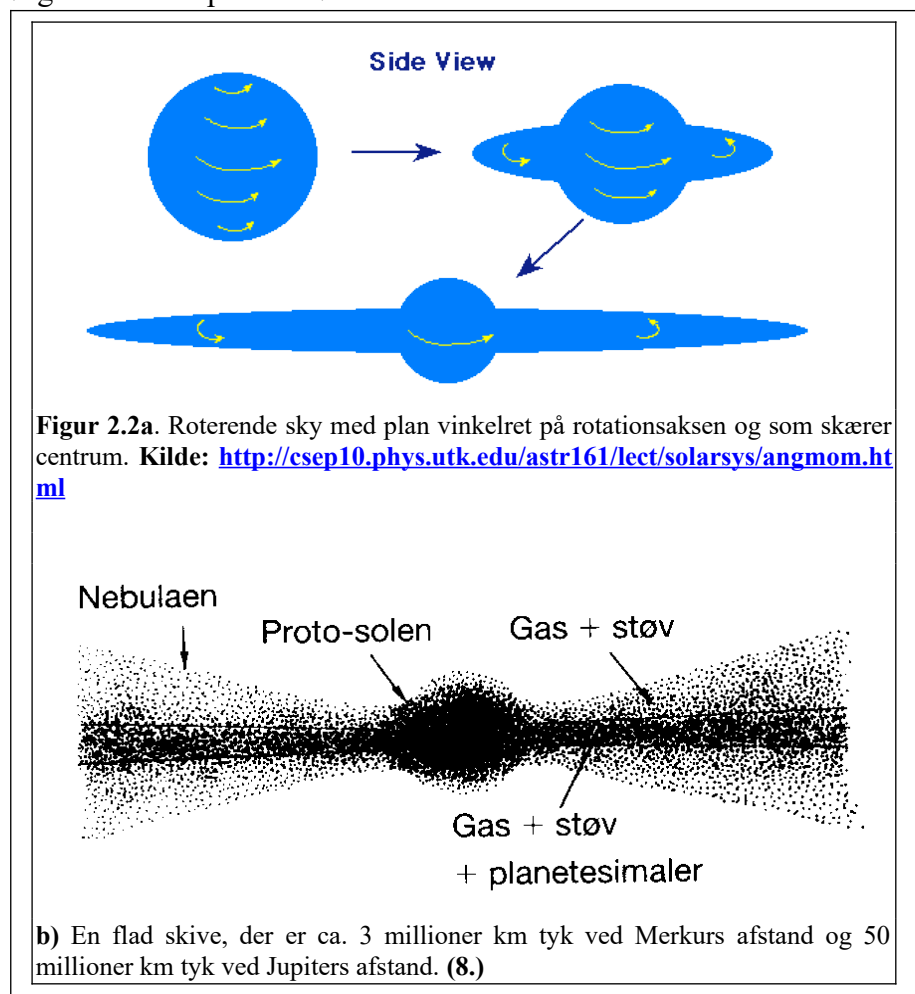 Side View
Figur 2.2a. Roterende sky med plan vinkelret på rotationsaksen og som skærer
centrum. Kilde: http://csep10.phys.utk.edu/astr161/lect/solarsys/angmom.ht
ml
Nebulaen
Proto-solen
Gas + støv
Gas + støv
+ planetesimaler
b) En flad skive, der er ca. 3 millioner km tyk ved Merkurs afstand og 50
millioner km tyk ved Jupiters afstand. (8.)